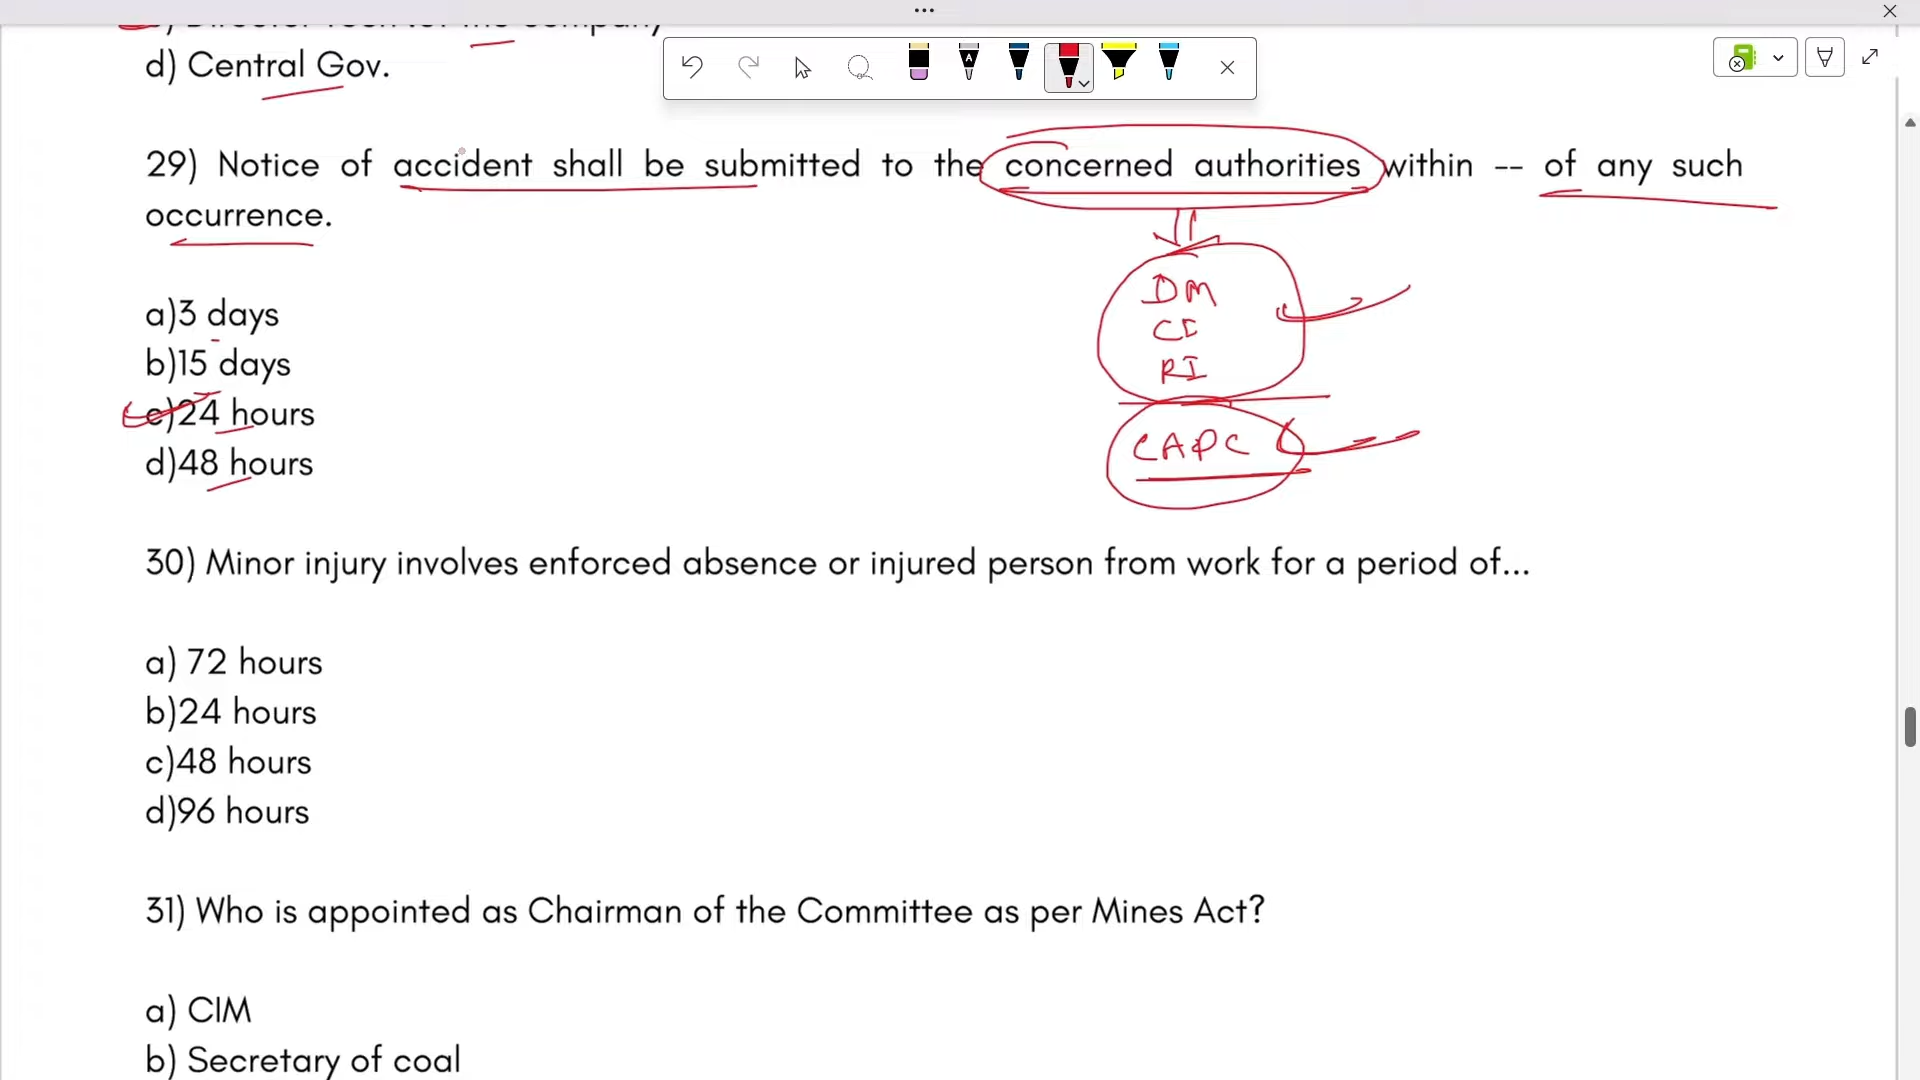 d) Central Gov.
29) Notice of accident shall be submitted to the concerned authorities within -- of any such
occurrence.
DM
CI
RI
a)3 days
b)15 days
c)24 hours
d)48 hours
CAPC
30) Minor injury involves enforced absence or injured person from work for a period of...
a) 72 hours
b)24 hours
c)48 hours
d)96 hours
31) Who is appointed as Chairman of the Committee as per Mines Act?
a) CIM
b) Secretary of coal